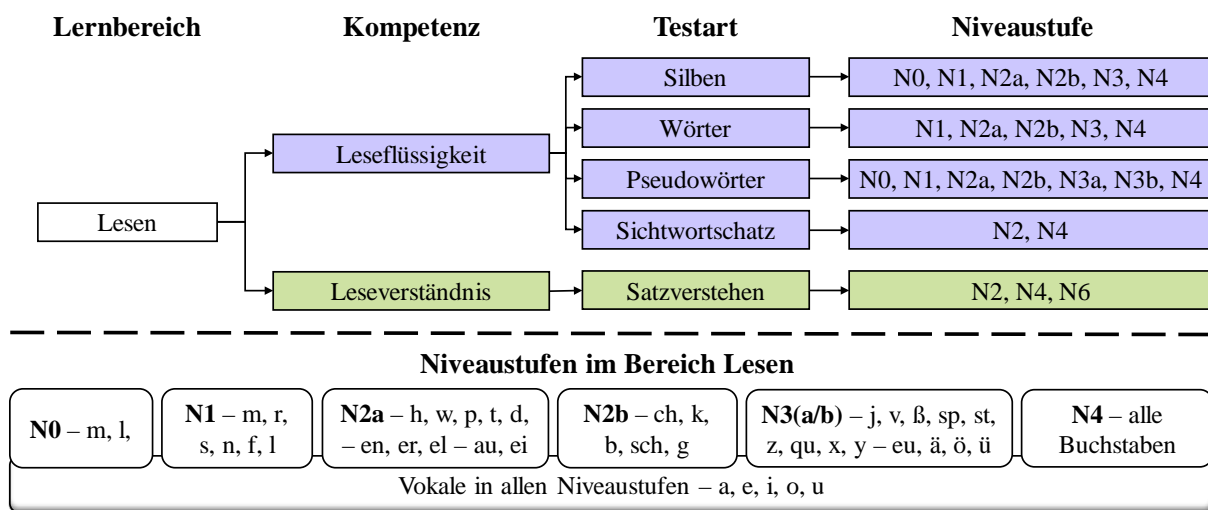 Lernbereich Kompetenz Testart Niveaustufe
Silben N0, N1, N2a, N2b, N3, N4
Wörter N1, N2a, N2b, N3, N4
Leseflüssigkeit
Pseudowörter N0, N1, N2a, N2b, N3a, N3b, N4
Lesen
Sichtwortschatz N2, N4
Leseverständnis Satzverstehen N2, N4, N6
Niveaustufen im Bereich Lesen
N0 – m, l,
N1 – m, r,
s, n, f, l
N2a – h, w, p, t, d,
– en, er, el – au, ei
N2b – ch, k,
b, sch, g
N3(a/b) – j, v, ß, sp, st,
z, qu, x, y – eu, ä, ö, ü
N4 – alle
Buchstaben
Vokale in allen Niveaustufen – a, e, i, o, u